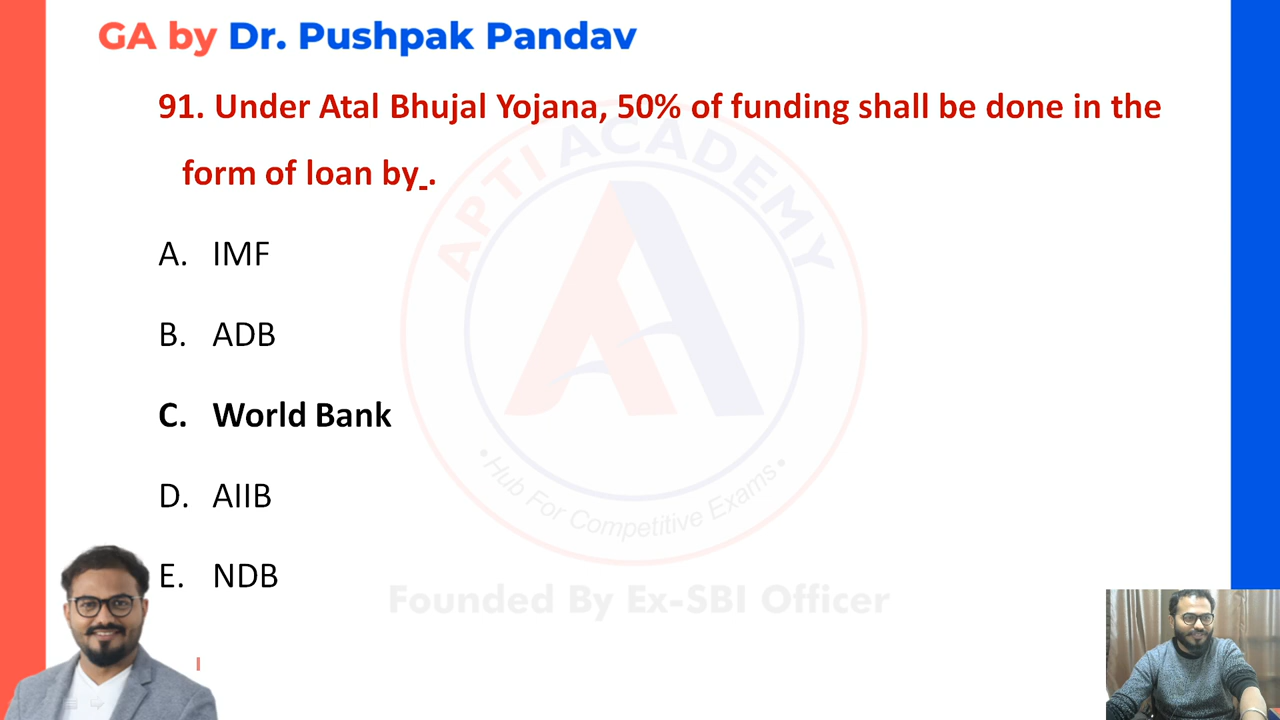 GA by Dr. Pushpak Pandav
91. Under Atal Bhujal Yojana, 50% of funding shall be done in the
form of loan by_.
A. IMF
B. ADB
C. World Bank
D. AIIB
E. NDB
APTI ACADEMY
• Hub For Competitive Exams •
Founded By Ex-SBI Officer